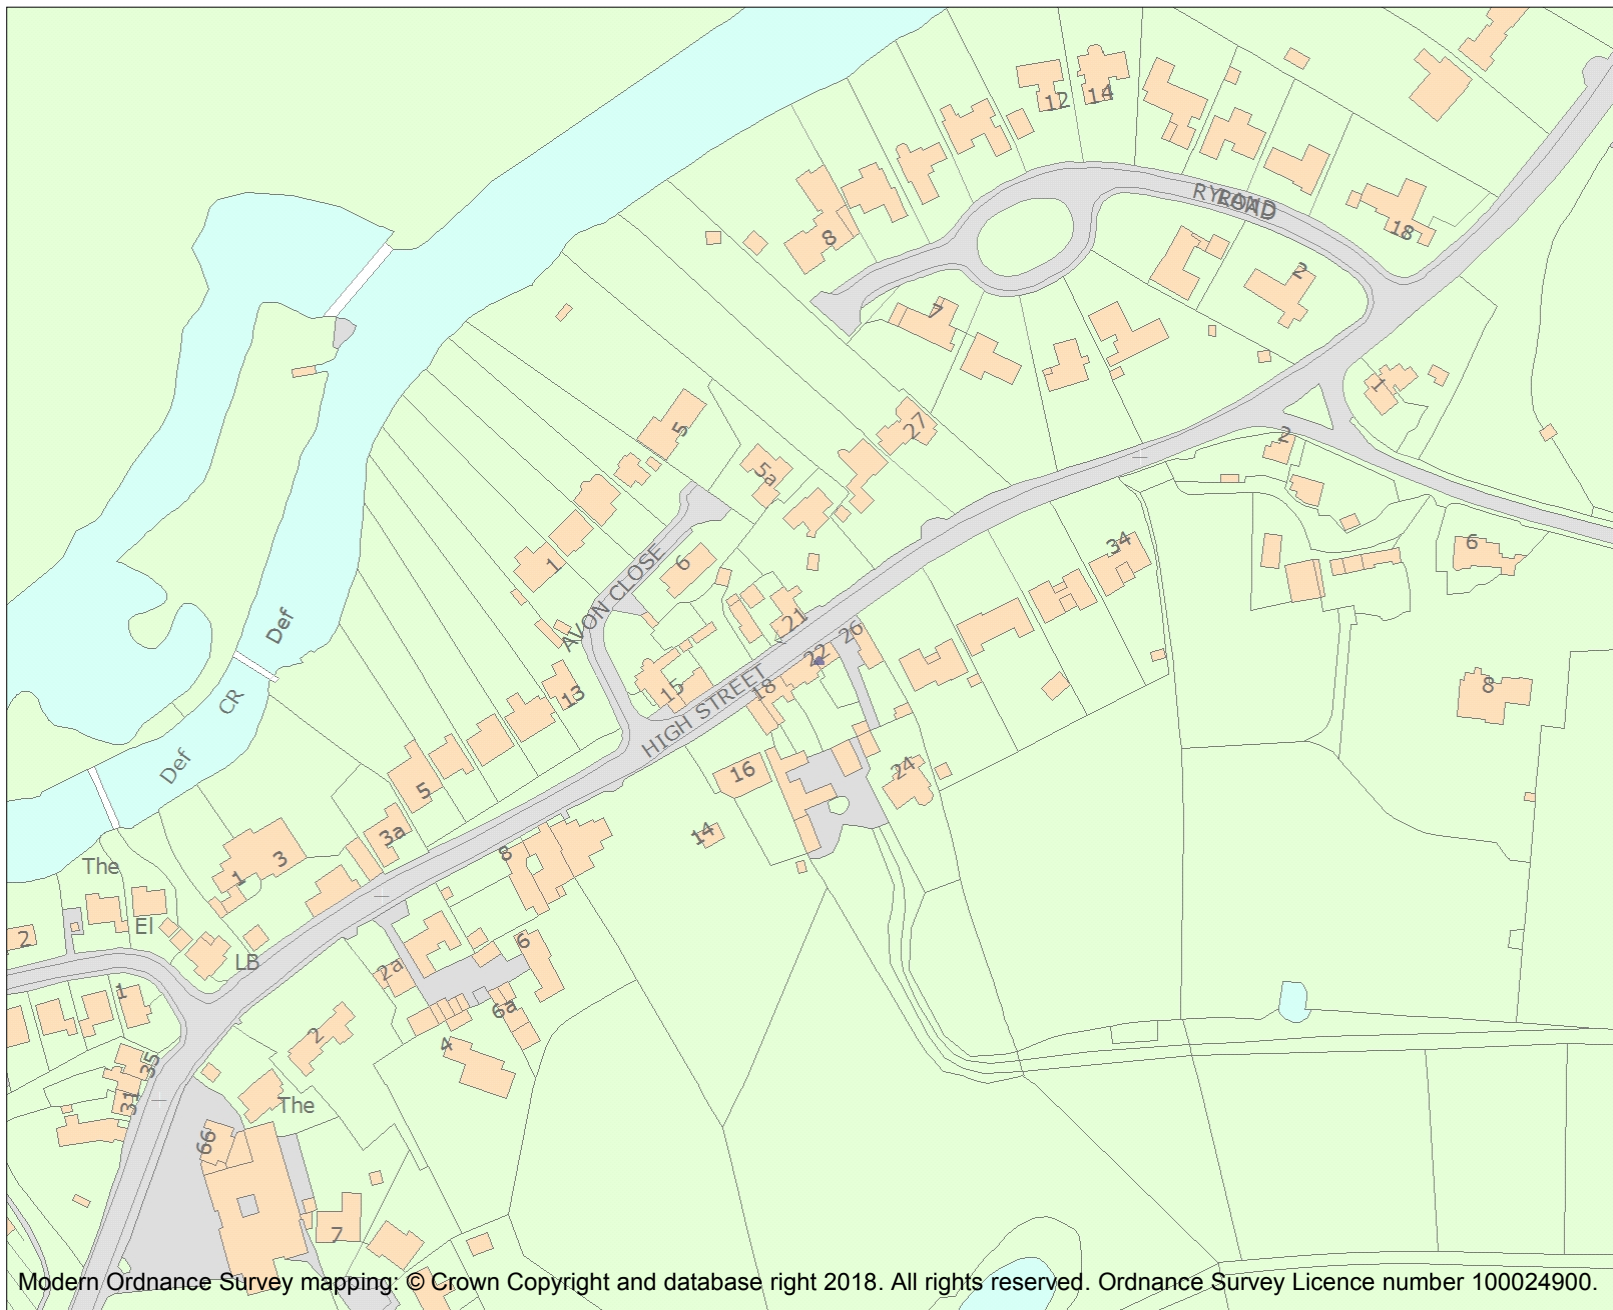 12
14
RYLAND
ROAD
8
18
2
7
1
27
5
2
5a
34
6
1
6
AVON CLOSE
21
26
22
Def
CR
Def
15
18
HIGH STREET
13
8
16
24
5
14
3a
3
1
8
The
El
2
LB
6
2a
1
6a
2
4
35
31
The
66
7
Modern Ordnance Survey mapping: © Crown Copyright and database right 2018. All rights reserved. Ordnance Survey Licence number 100024900.